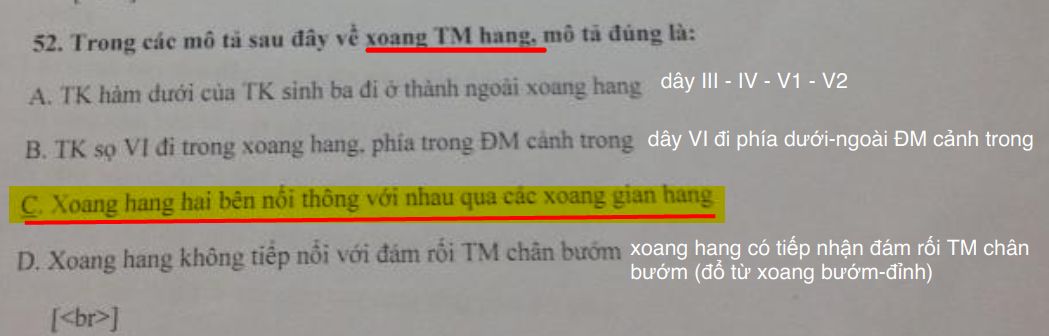 52. Trong các mô tả sau đây về xoang TM hang, mô tả đúng là:
A. TK hàm dưới của TK sinh ba đi ở thành ngoài xoang hang dây III - IV - V1 - V2
B. TK sọ VI đi trong xoang hang, phía trong ĐM cảnh trong dây VI đi phía dưới-ngoài ĐM cảnh trong
C. Xoang hang hai bên nối thông với nhau qua các xoang gian hang
D. Xoang hang không tiếp nối với đám rối TM chân bướm xoang hang có tiếp nhận đám rối TM chân
bướm (đổ từ xoang bướm-đỉnh)
[<br>]